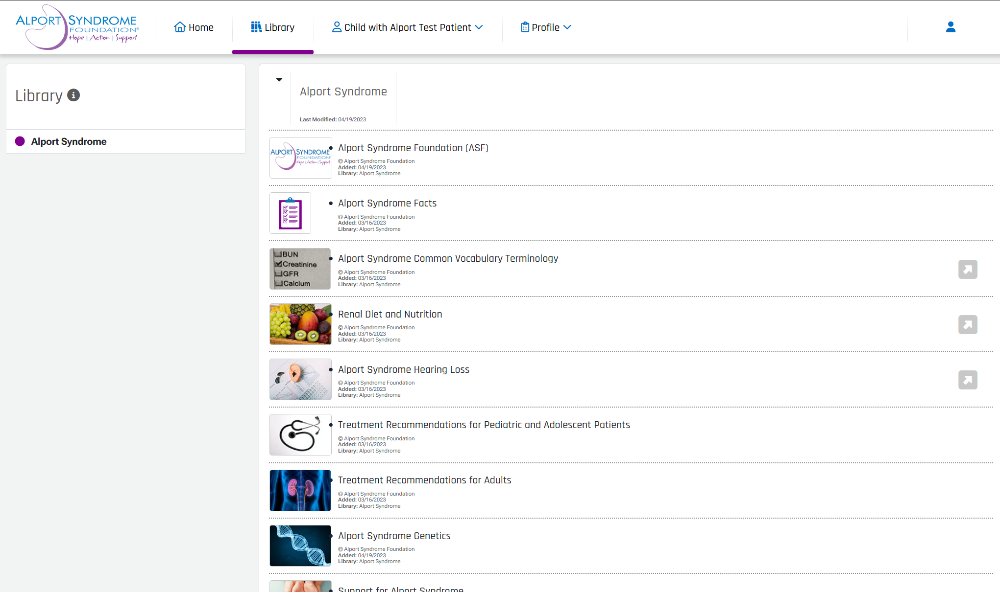 ALPORT SYNDROME
FOUNDATION®
Hope | Action | Support
Home
Library
Child with Alport Test Patient
Profile
Library
Alport Syndrome
Alport Syndrome
Last Modified: 04/19/2023
ALPORT SYNDROME
FOUNDATION®
Hope | Action | Support
Alport Syndrome Foundation (ASF)
© Alport Syndrome Foundation
Added: 04/19/2023
Library: Alport Syndrome
Alport Syndrome Facts
© Alport Syndrome Foundation
Added: 03/16/2023
Library: Alport Syndrome
BUN
Creatinine
GFR
Calcium
Alport Syndrome Common Vocabulary Terminology
© Alport Syndrome Foundation
Added: 03/16/2023
Library: Alport Syndrome
Renal Diet and Nutrition
© Alport Syndrome Foundation
Added: 03/16/2023
Library: Alport Syndrome
Alport Syndrome Hearing Loss
© Alport Syndrome Foundation
Added: 03/16/2023
Library: Alport Syndrome
Treatment Recommendations for Pediatric and Adolescent Patients
© Alport Syndrome Foundation
Added: 03/16/2023
Library: Alport Syndrome
Treatment Recommendations for Adults
© Alport Syndrome Foundation
Added: 03/16/2023
Library: Alport Syndrome
Alport Syndrome Genetics
© Alport Syndrome Foundation
Added: 04/19/2023
Library: Alport Syndrome
Support for Alport Syndrome